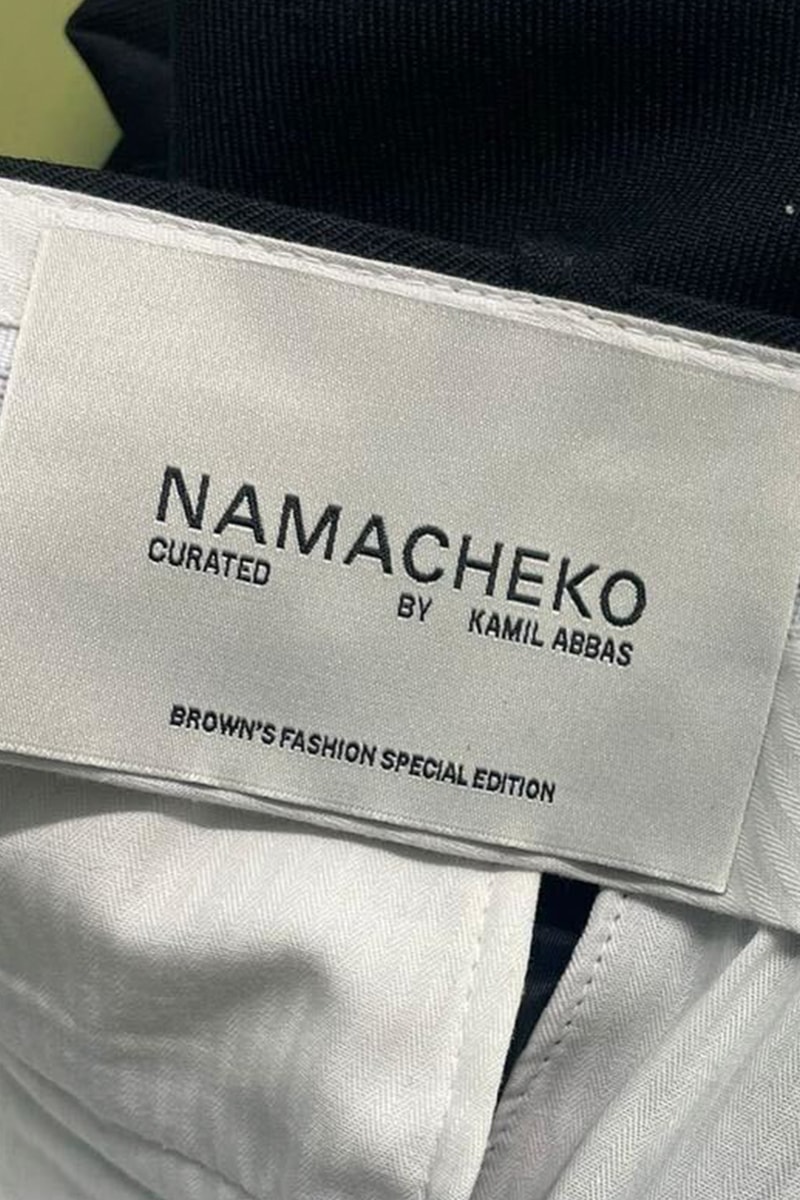 NAMACHEKO
CURATED BY KAMIL ABBAS
BROWN'S FASHION SPECIAL EDITION